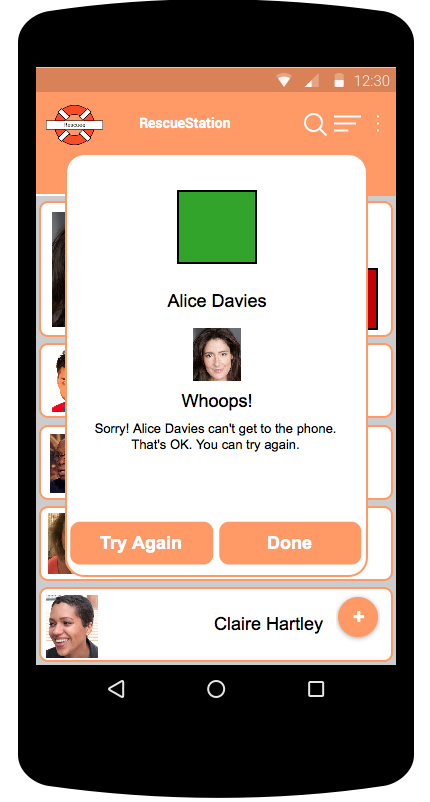 12:30
Rescues
RescueStation
Alice Davies
Whoops!
Sorry! Alice Davies can't get to the phone.
That's OK. You can try again.
Try Again
Done
Claire Hartley